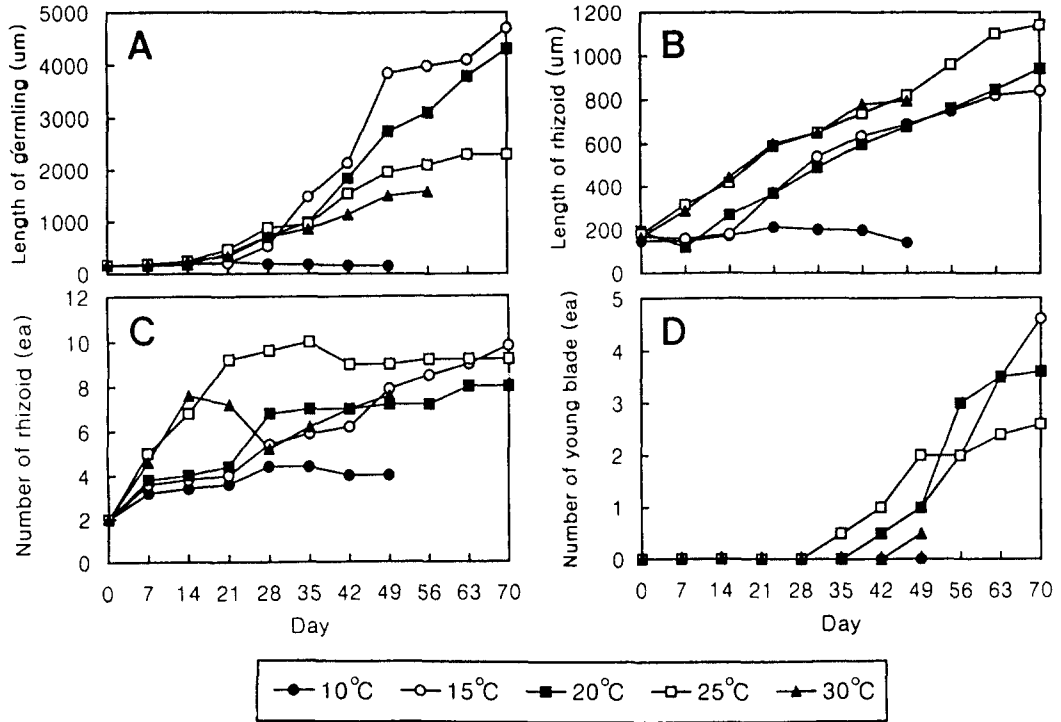 A
Length of germling (um)
5000
4000
3000
2000
1000
0
B
Length of rhizoid (um)
1200
1000
800
600
400
200
0
C
Number of rhizoid (ea)
12
10
8
6
4
2
0
0 7 14 21 28 35 42 49 56 63 70
Day
D
Number of young blade (ea)
5
4
3
2
1
0
0 7 14 21 28 35 42 49 56 63 70
Day
10°C 15°C 20°C 25°C 30°C